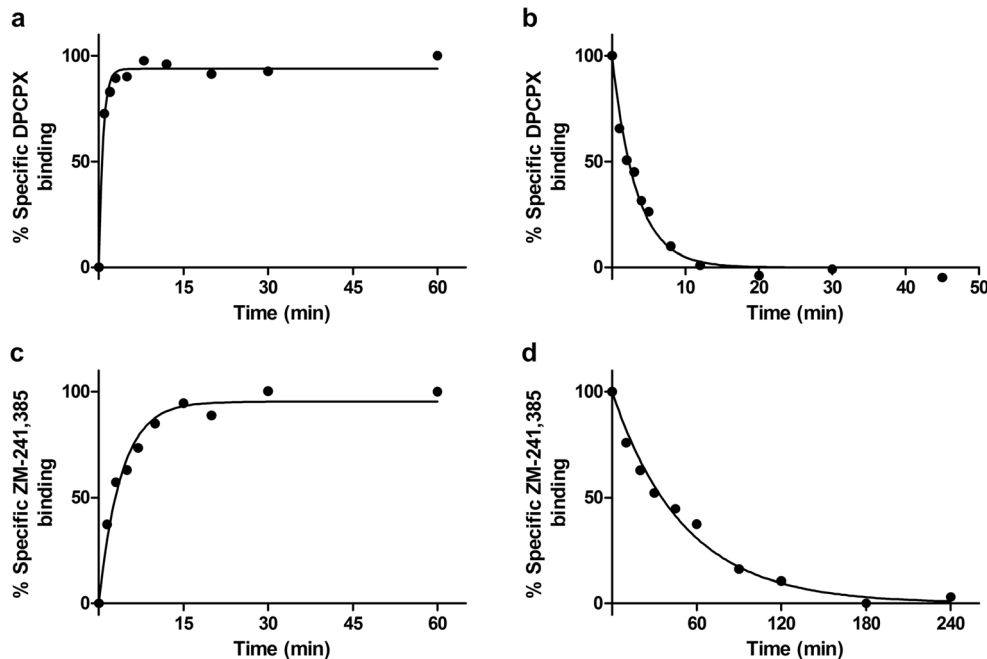 a
% Specific DPCPX
binding
100
50
0
15
30
45
60
Time (min)
b
% Specific DPCPX
binding
100
50
0
10
20
30
40
50
Time (min)
c
% Specific ZM-241,385
binding
100
50
0
15
30
45
60
Time (min)
d
% Specific ZM-241,385
binding
100
50
0
60
120
180
240
Time (min)